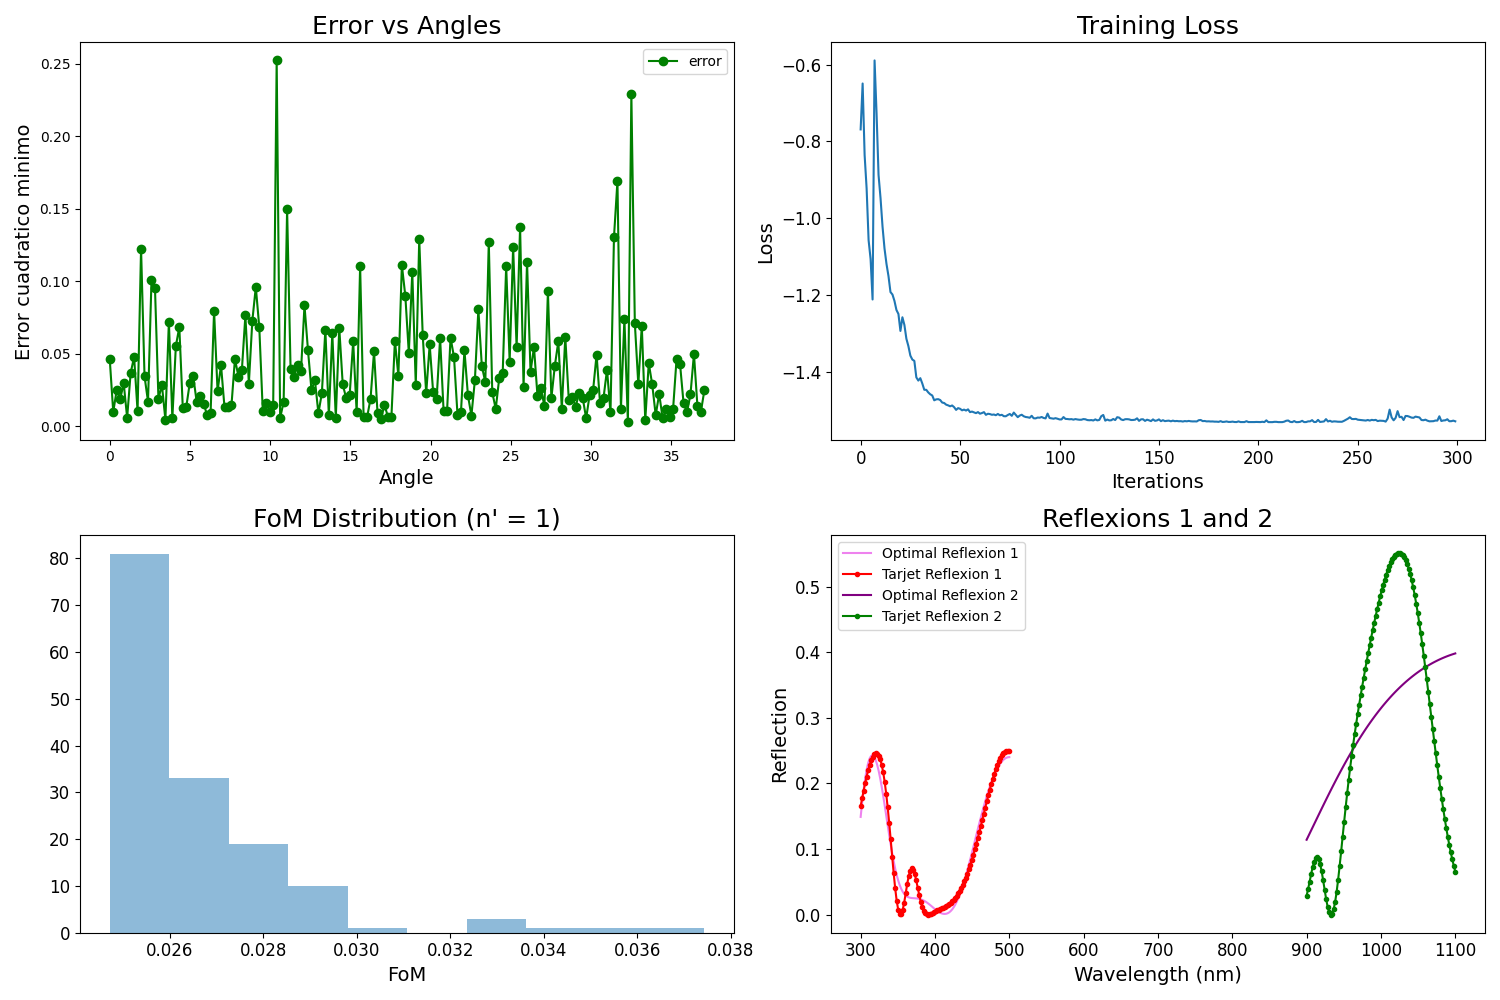 Error vs Angles
Error cuadratico minimo
0.25
0.20
0.15
0.10
0.05
0.00
error
0 5 10 15 20 25 30 35
Angle
Training Loss
Loss
−0.6
−0.8
−1.0
−1.2
−1.4
0 50 100 150 200 250 300
Iterations
FoM Distribution (n' = 1)
80
70
60
50
40
30
20
10
0
0.026 0.028 0.030 0.032 0.034 0.036 0.038
FoM
Reflexions 1 and 2
Reflection
0.5
0.4
0.3
0.2
0.1
0.0
Optimal Reflexion 1
Tarjet Reflexion 1
Optimal Reflexion 2
Tarjet Reflexion 2
300 400 500 600 700 800 900 1000 1100
Wavelength (nm)